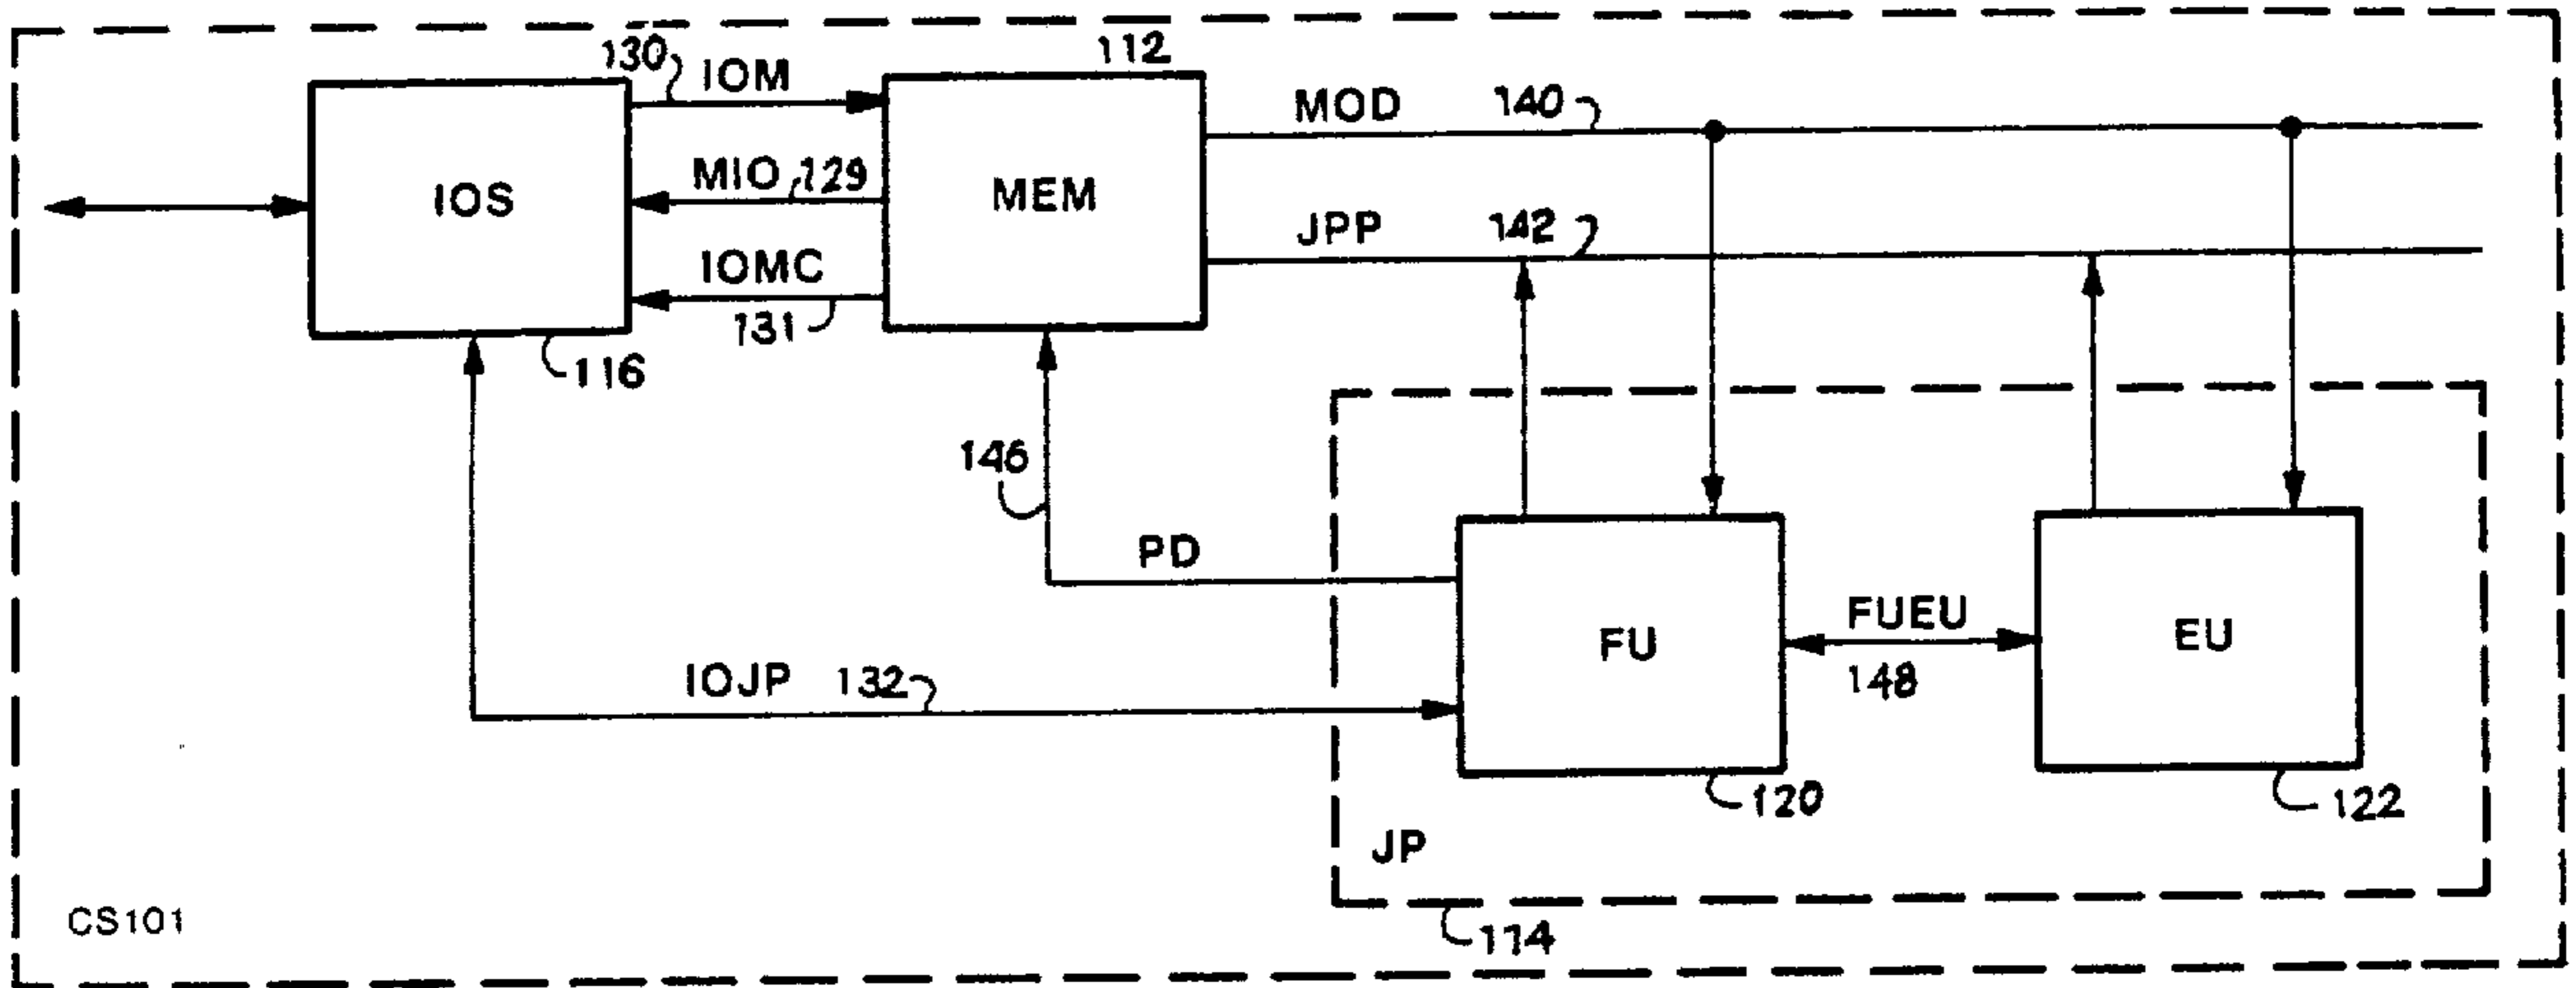 130
IOM
112
MOD
140
MIO
129
IOS
MEM
JPP
142
IOMC
131
116
146
PD
FUEU
FU
EU
148
IOJP
132
120
122
JP
CS101
114